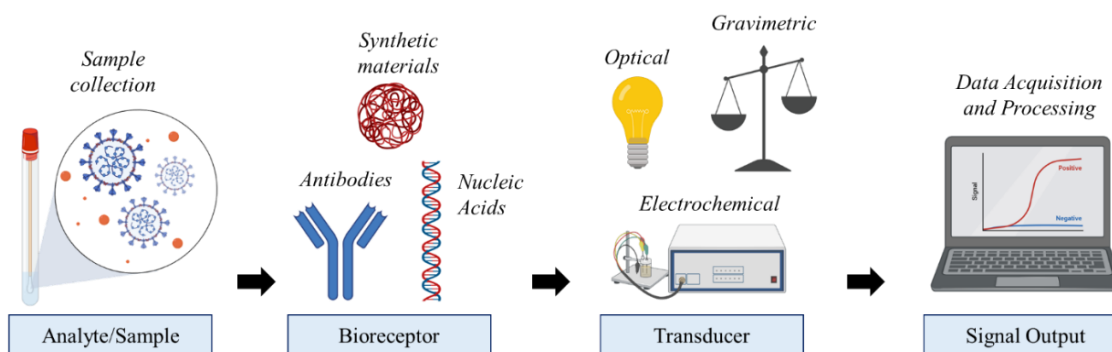 Sample
collection
Synthetic
materials
Antibodies
Nucleic
Acids
Optical
Gravimetric
Electrochemical
Data Acquisition
and Processing
Signal
Positive
Negative
Analyte/Sample
Bioreceptor
Transducer
Signal Output